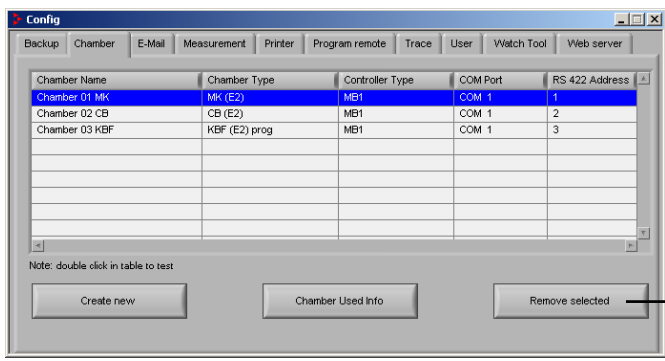 Config
Backup Chamber E-Mail Measurement Printer Program remote Trace User Watch Tool Web server
Chamber Name Chamber Type Controller Type COM Port RS 422 Address
Chamber 01 MK MK (E2) MB1 COM 1 1
Chamber 02 CB CB (E2) MB1 COM 1 2
Chamber 03 KBF KBF (E2) prog MB1 COM 1 3
Note: double click in table to test
Create new Chamber Used Info Remove selected